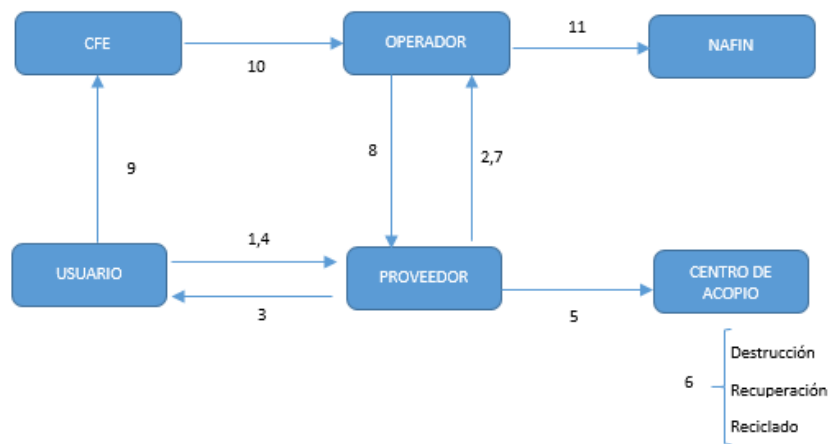 CFE
OPERADOR
11
NAFIN
10
8
2,7
9
1,4
USUARIO
PROVEEDOR
CENTRO DE
ACOPIO
3
5
6
Destrucción
Recuperación
Reciclado